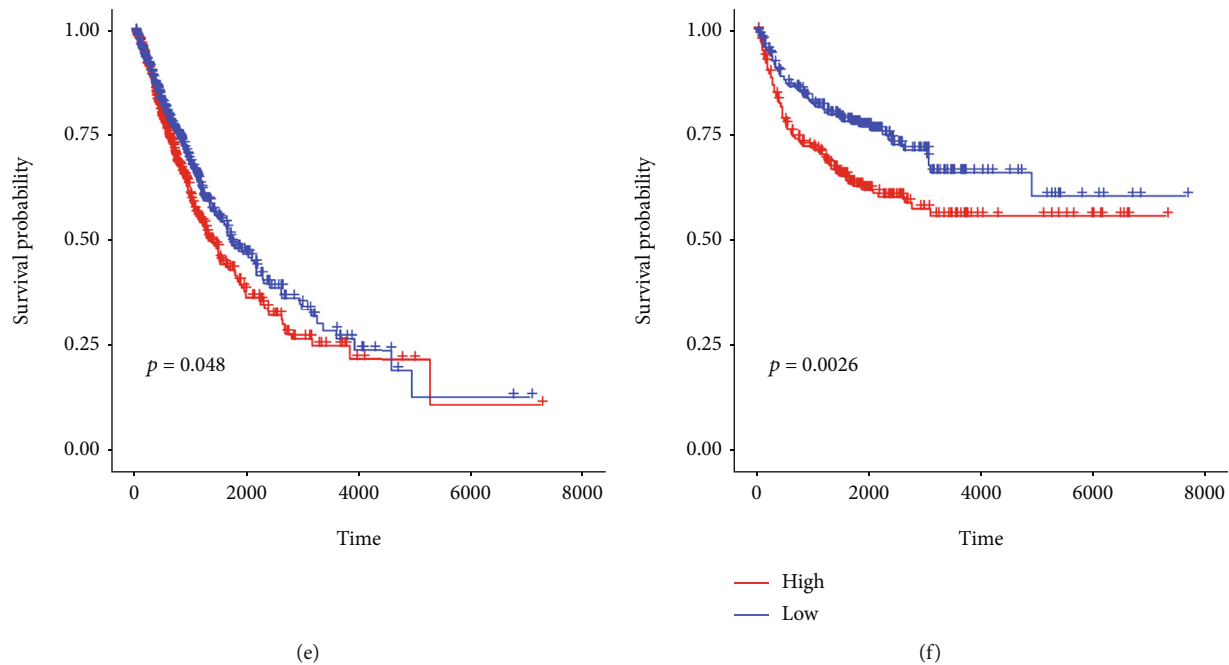 1.00
0.75
0.50
0.25
0.00
Survival probability
p = 0.048
0 2000 4000 6000 8000
Time
(e)
1.00
0.75
0.50
0.25
0.00
Survival probability
p = 0.0026
0 2000 4000 6000 8000
Time
High
Low
(f)